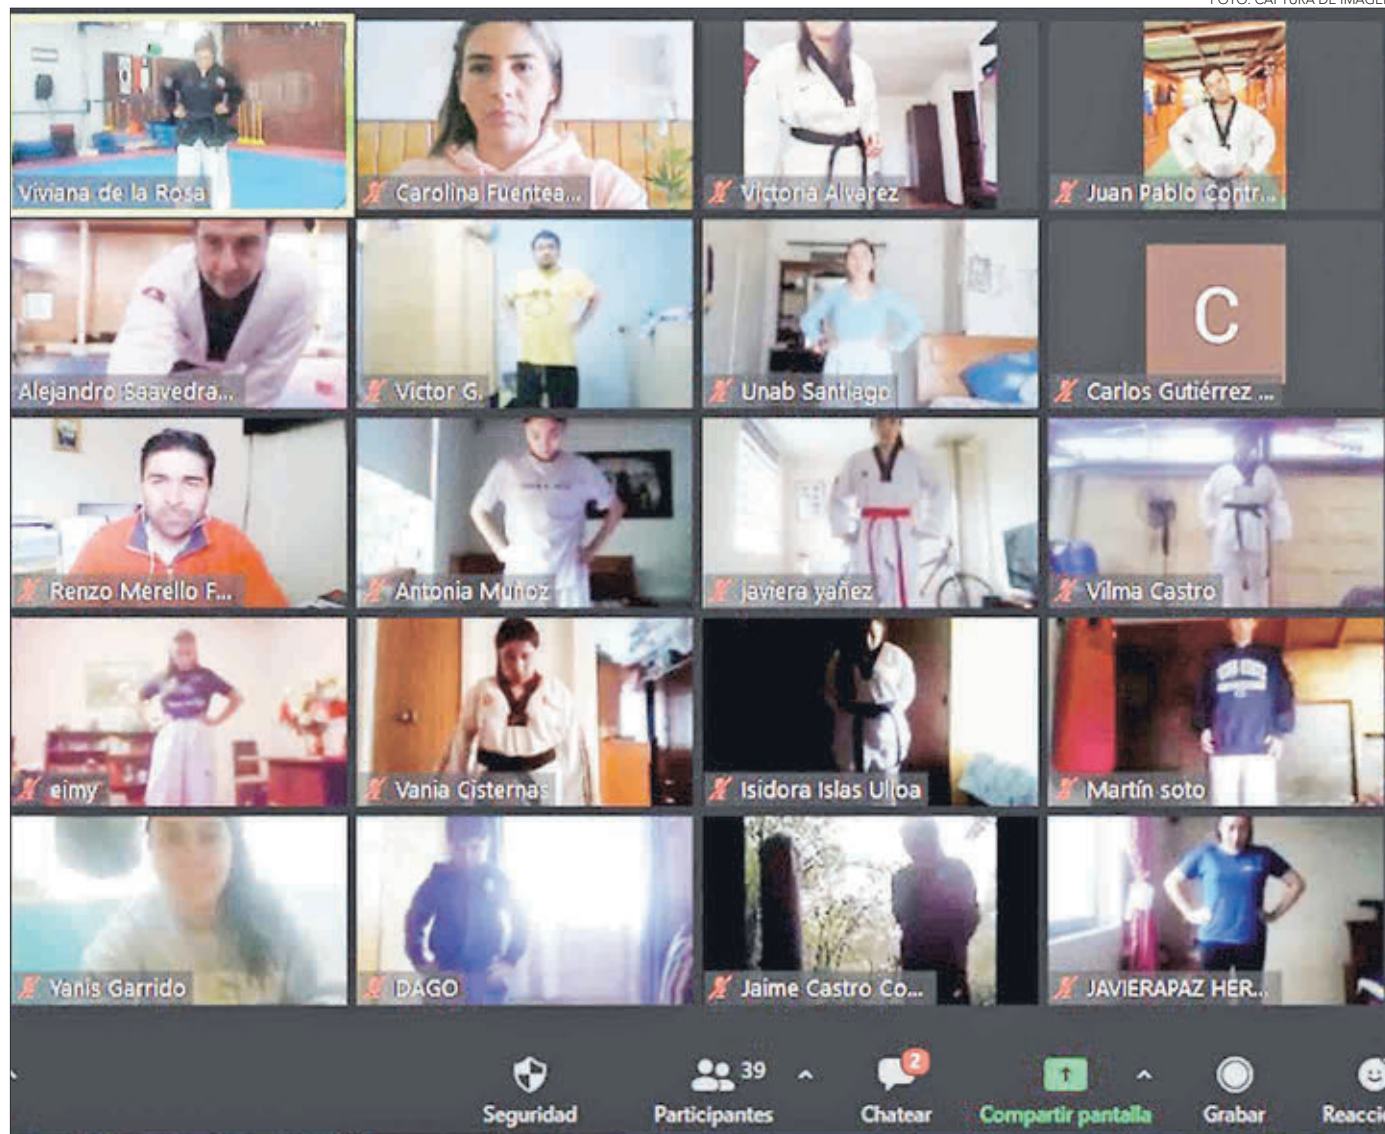 FOTO: CAPTURA DE IMAGEN
Viviana de la Rosa
Carolina Fuentea...
Victoria Alvarez
Juan Pablo Contr...
Alejandro Saavedra...
Victor G.
Unab Santiago
C
Carlos Gutiérrez ...
Renzo Merello F...
Antonia Muñoz
javiera yañez
Vilma Castro
eimy
Vania Cisternas
Isidora Islas Ulloa
Martín soto
Yanis Garrido
DAGO
Jaime Castro Co...
JAVIERAPAZ HER...
39
2
Seguridad
Participantes
Chatear
Compartir pantalla
Grabar
Reacci